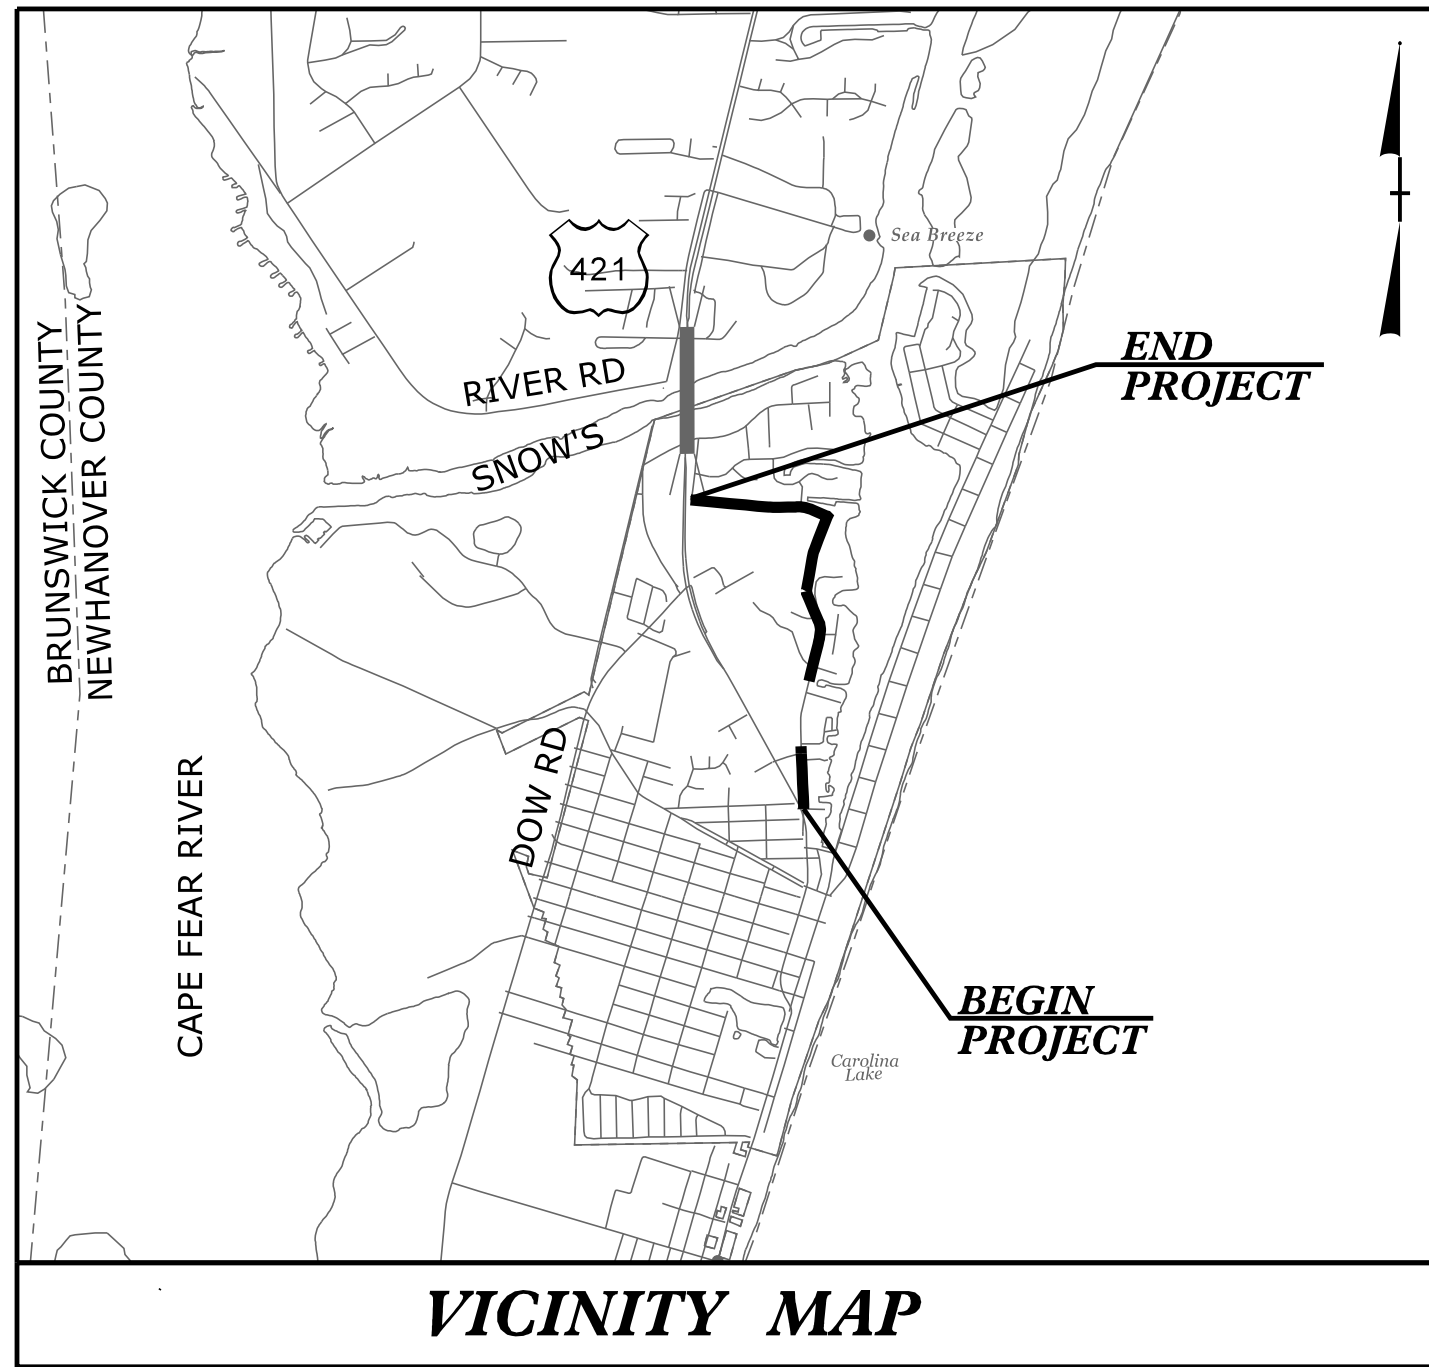 Sea Breeze
421
END
PROJECT
RIVER RD
SNOW'S
BRUNSWICK COUNTY
NEWHANOVER COUNTY
DOW RD
CAPE FEAR RIVER
BEGIN
PROJECT
Carolina
Lake
VICINITY MAP